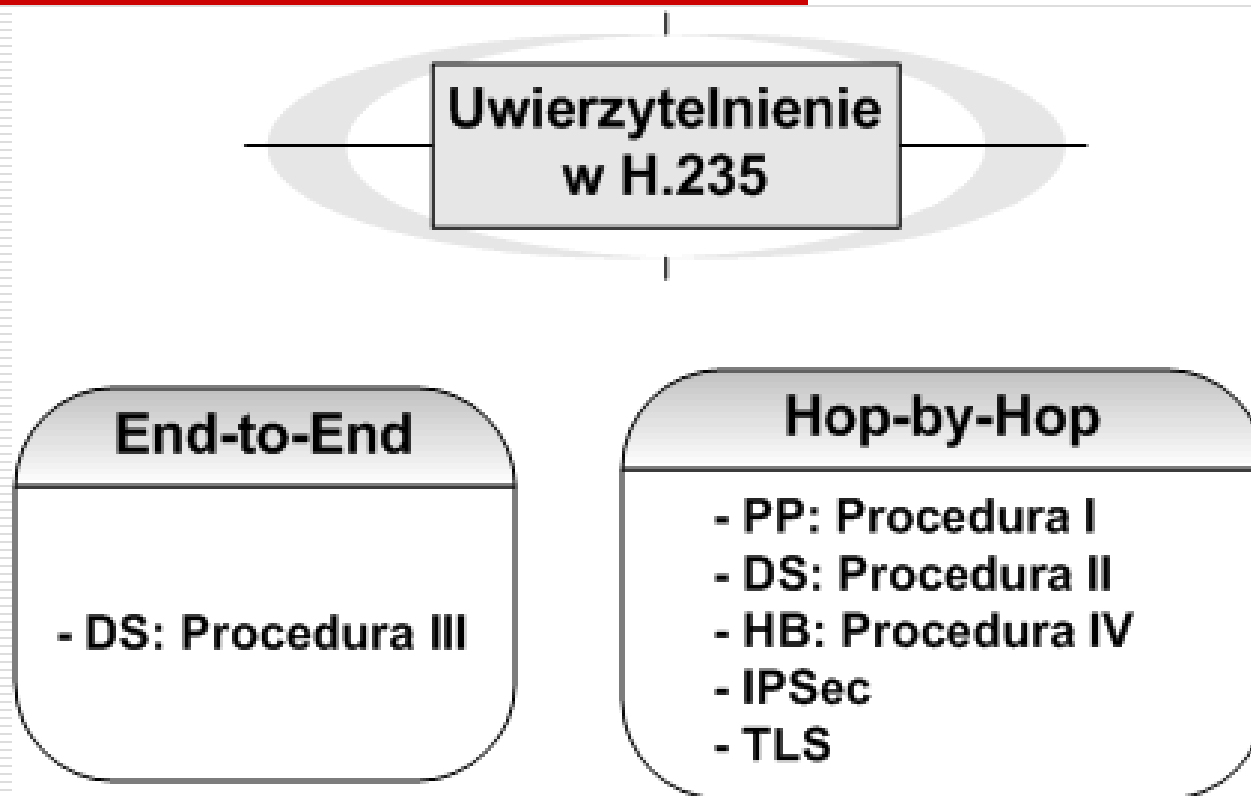 Uwierzytelnienie
w H.235
End-to-End
- DS: Procedura III
Hop-by-Hop
- PP: Procedura I
- DS: Procedura II
- HB: Procedura IV
- IPSec
- TLS